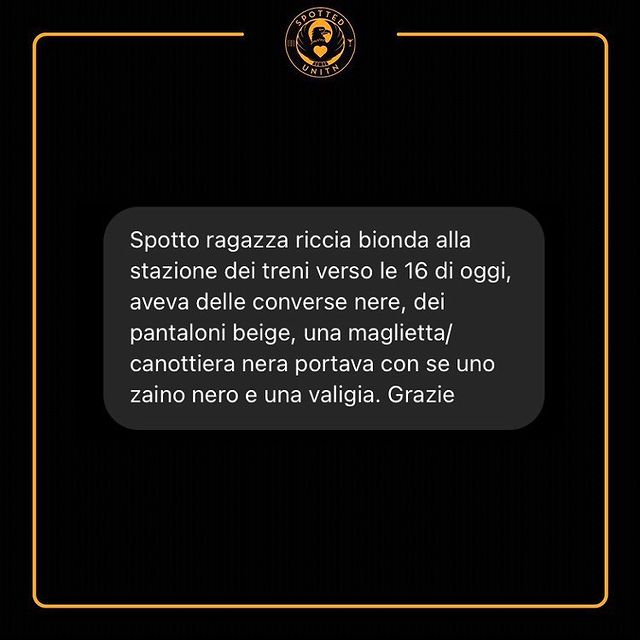 SPOTTED
UNITN
Spotto ragazza riccia bionda alla
stazione dei treni verso le 16 di oggi,
aveva delle converse nere, dei
pantaloni beige, una maglietta/
canottiera nera portava con se uno
zaino nero e una valigia. Grazie